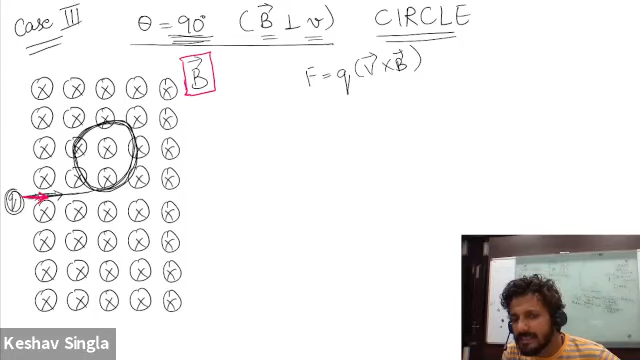 Case III θ = 90° (B⃗ ⊥ v⃗) CIRCLE
B⃗
F = q(V⃗ × B⃗)
q
Keshav Singla